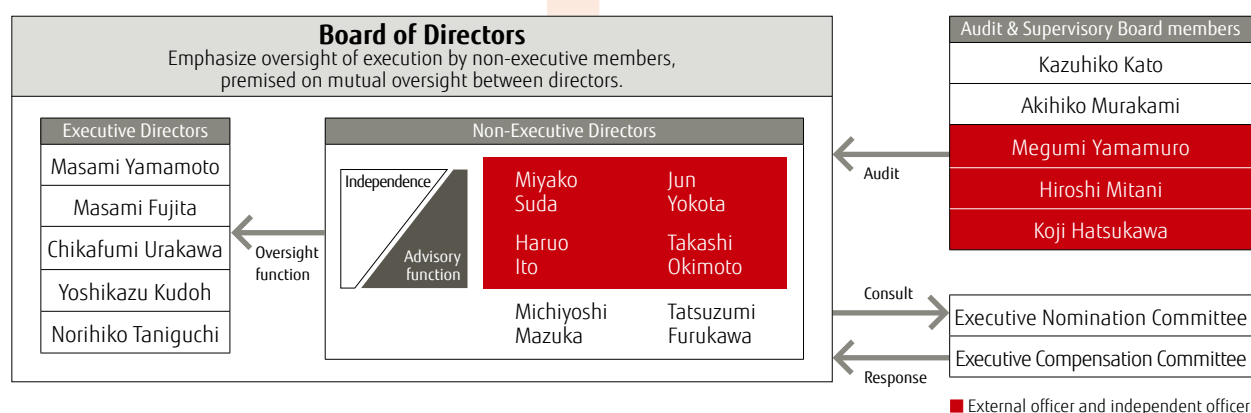 Board of Directors
Emphasize oversight of execution by non-executive members,
premised on mutual oversight between directors.
Executive Directors
Masami Yamamoto
Masami Fujita
Chikafumi Urakawa
Yoshikazu Kudoh
Norihiko Taniguchi
Oversight
function
Non-Executive Directors
Independence
Advisory
function
Miyako
Suda
Jun
Yokota
Haruo
Ito
Takashi
Okimoto
Michiyoshi
Mazuka
Tatsuzumi
Furukawa
Audit
Consult
Response
Audit & Supervisory Board members
Kazuhiko Kato
Akihiko Murakami
Megumi Yamamuro
Hiroshi Mitani
Koji Hatsukawa
Executive Nomination Committee
Executive Compensation Committee
External officer and independent officer